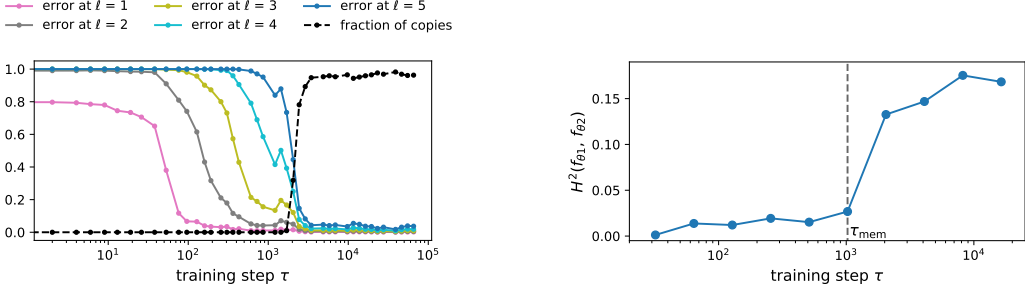 error at ℓ = 1
error at ℓ = 3
error at ℓ = 5
error at ℓ = 2
error at ℓ = 4
fraction of copies
1.0
0.8
0.6
0.4
0.2
0.0
10¹
10²
10³
10⁴
10⁵
training step τ
0.15
0.10
0.05
0.00
H²(f_θ1, f_θ2)
τ_mem
10²
10³
10⁴
training step τ